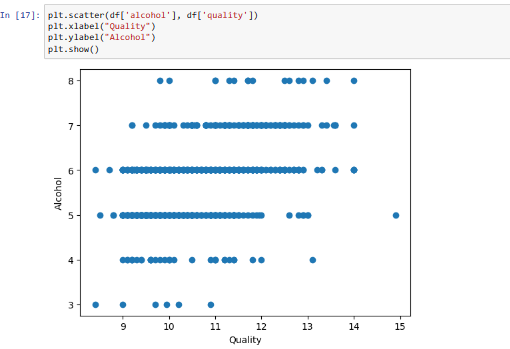 In [17]: plt.scatter(df['alcohol'], df['quality'])
plt.xlabel("Quality")
plt.ylabel("Alcohol")
plt.show()
8
7
6
5
4
3
Alcohol
9 10 11 12 13 14 15
Quality